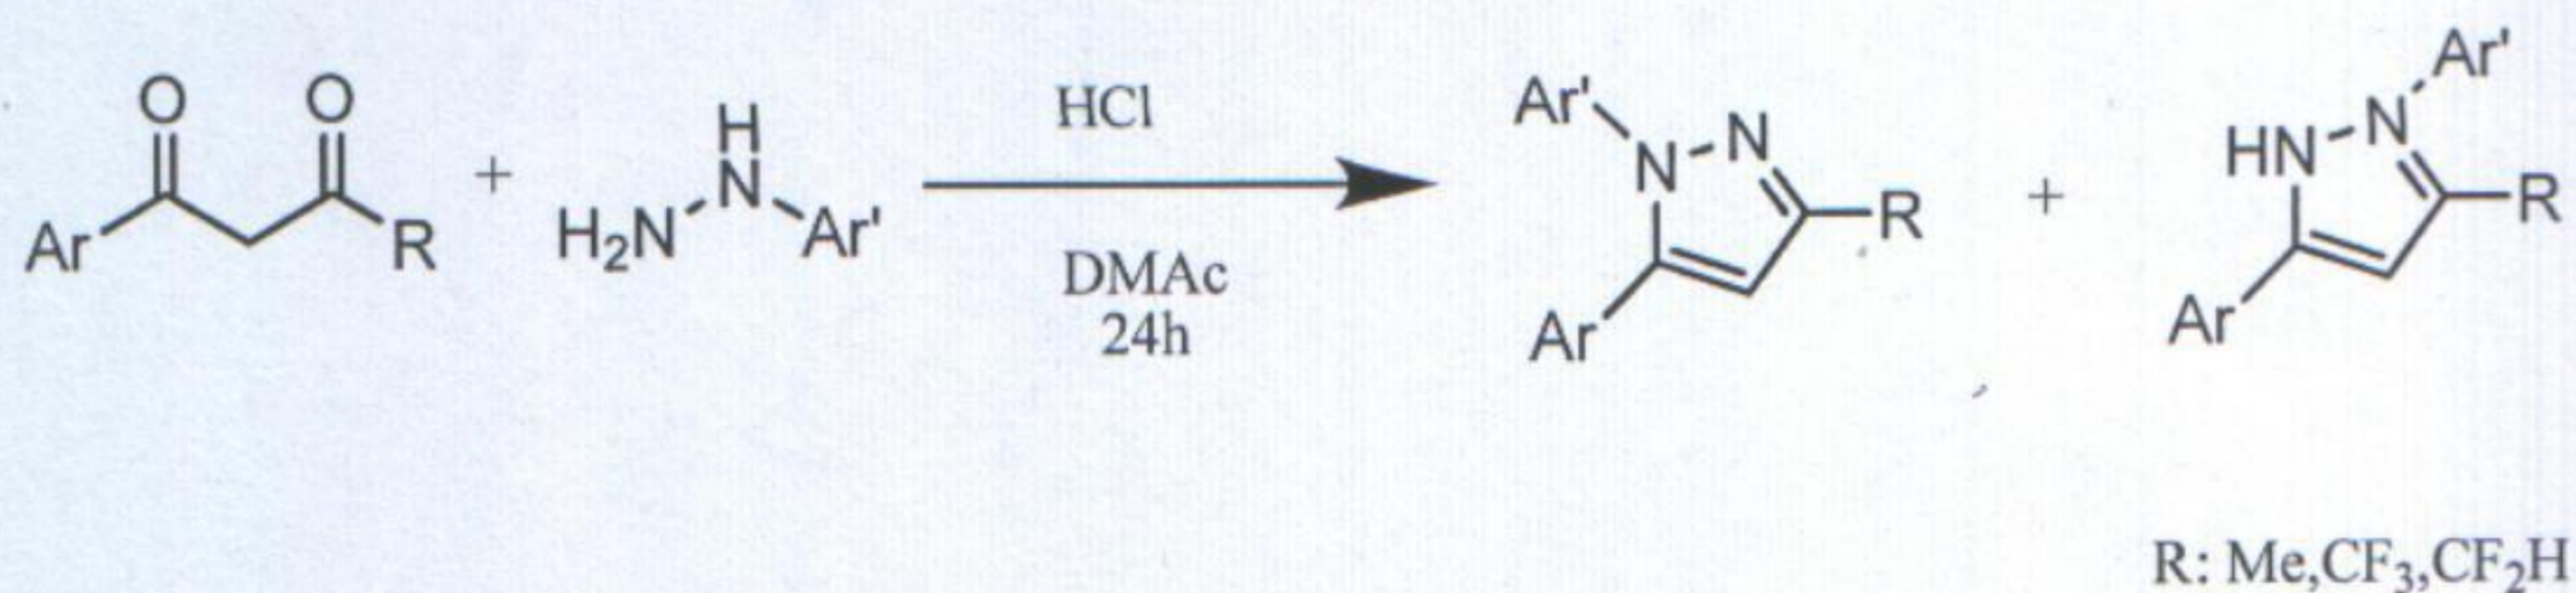 O O + H₂N H N Ar' HCl Ar' N N R + HN N Ar' R
Ar R DMAc Ar Ar
24h
R: Me,CF₃,CF₂H